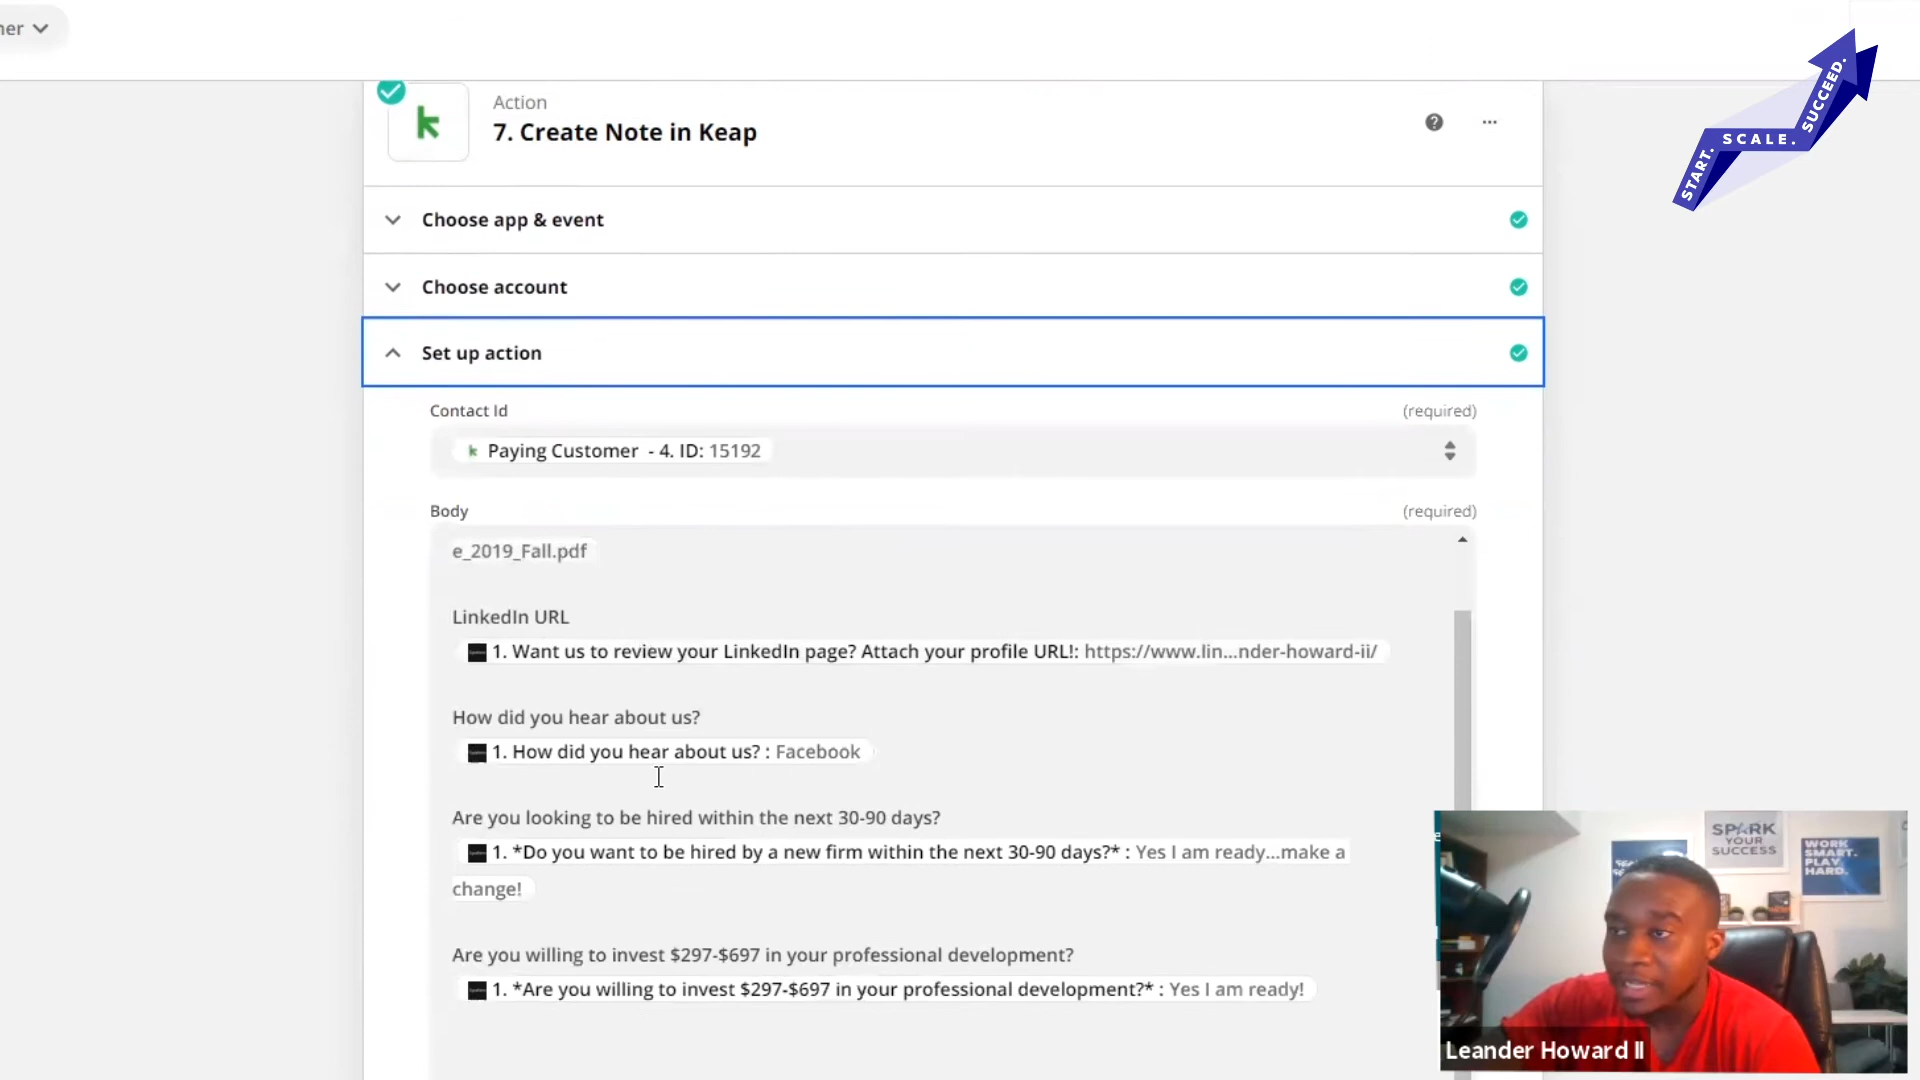 ner
START. SCALE. SUCCEED.
Action
7. Create Note in Keap
Choose app & event
Choose account
Set up action
Contact Id (required)
k Paying Customer - 4. ID: 15192
Body (required)
e_2019_Fall.pdf
LinkedIn URL
1. Want us to review your LinkedIn page? Attach your profile URL!: https://www.lin...nder-howard-ii/
How did you hear about us?
1. How did you hear about us? : Facebook
Are you looking to be hired within the next 30-90 days?
1. *Do you want to be hired by a new firm within the next 30-90 days?* : Yes I am ready...make a
change!
Are you willing to invest $297-$697 in your professional development?
1. *Are you willing to invest $297-$697 in your professional development?* : Yes I am ready!
SPARK
YOUR
SUCCESS
WORK
SMART.
PLAY
HARD.
Leander Howard II